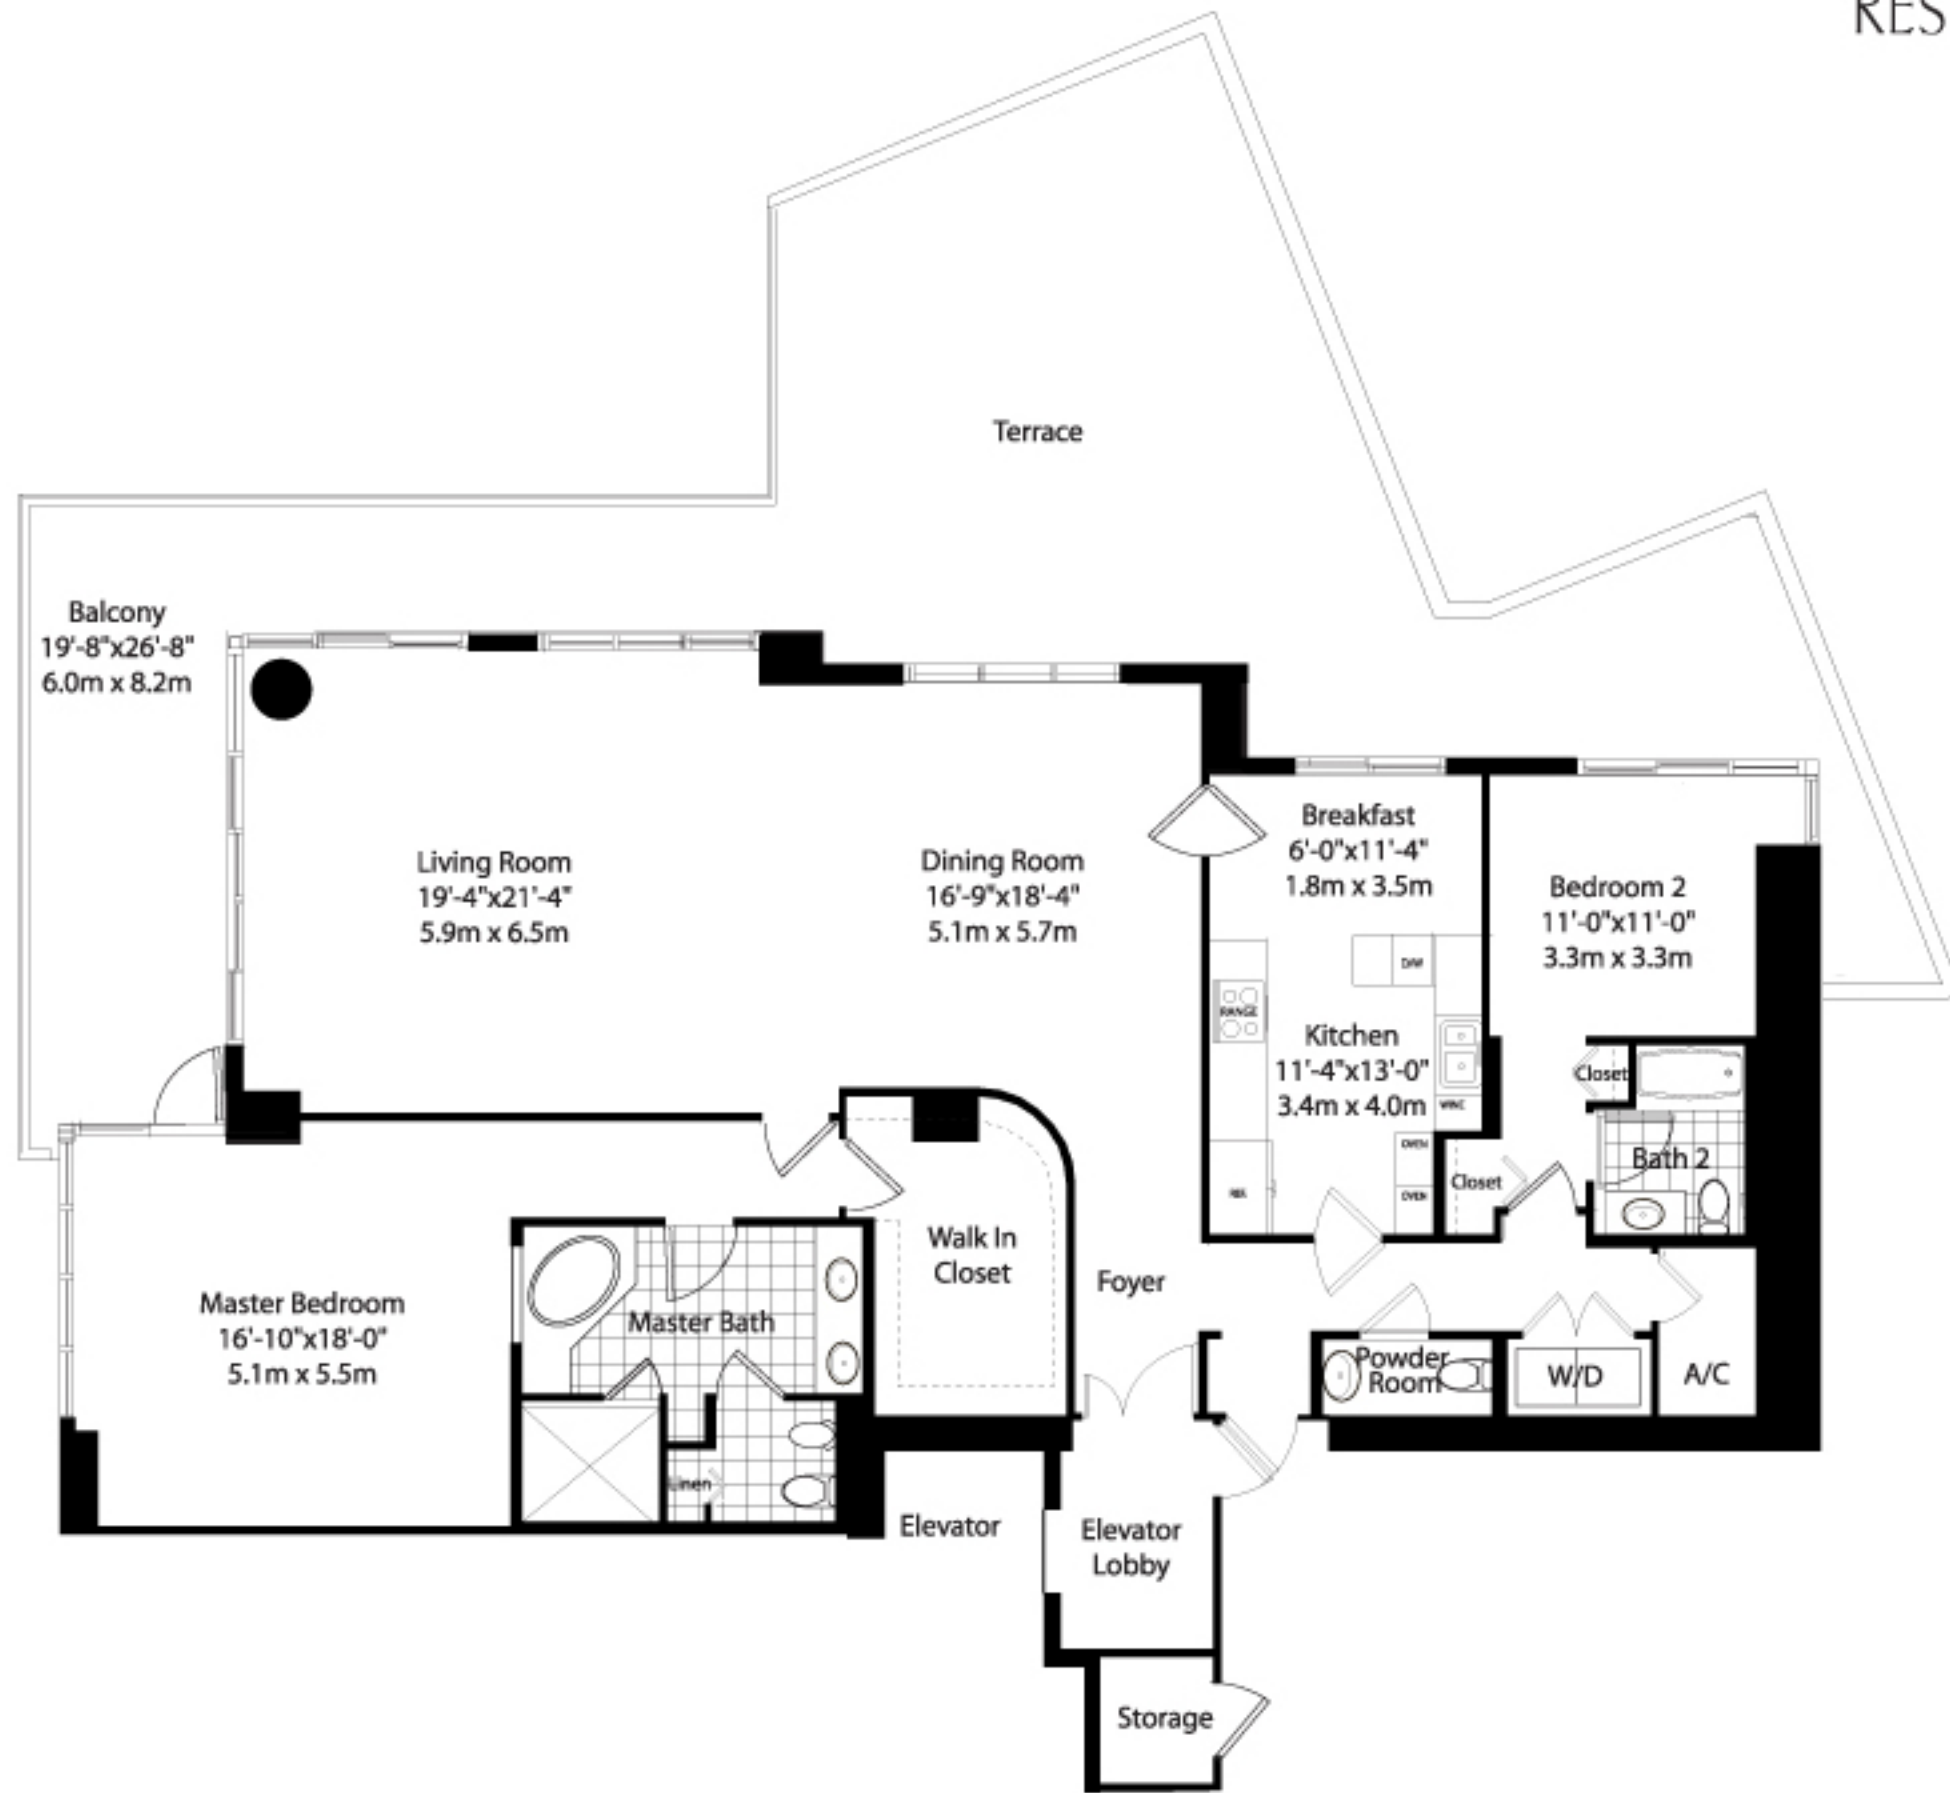 RES
Terrace
Balcony
19'-8"x26'-8"
6.0m x 8.2m
Living Room
19'-4"x21'-4"
5.9m x 6.5m
Dining Room
16'-9"x18'-4"
5.1m x 5.7m
Breakfast
6'-0"x11'-4"
1.8m x 3.5m
Bedroom 2
11'-0"x11'-0"
3.3m x 3.3m
D/W
RANGE
Kitchen
11'-4"x13'-0"
3.4m x 4.0m
WINE
OVEN
OVEN
Closet
Closet
Bath 2
Walk In
Closet
Foyer
Master Bedroom
16'-10"x18'-0"
5.1m x 5.5m
Master Bath
Linen
Powder
Room
W/D
A/C
Elevator
Elevator
Lobby
Storage